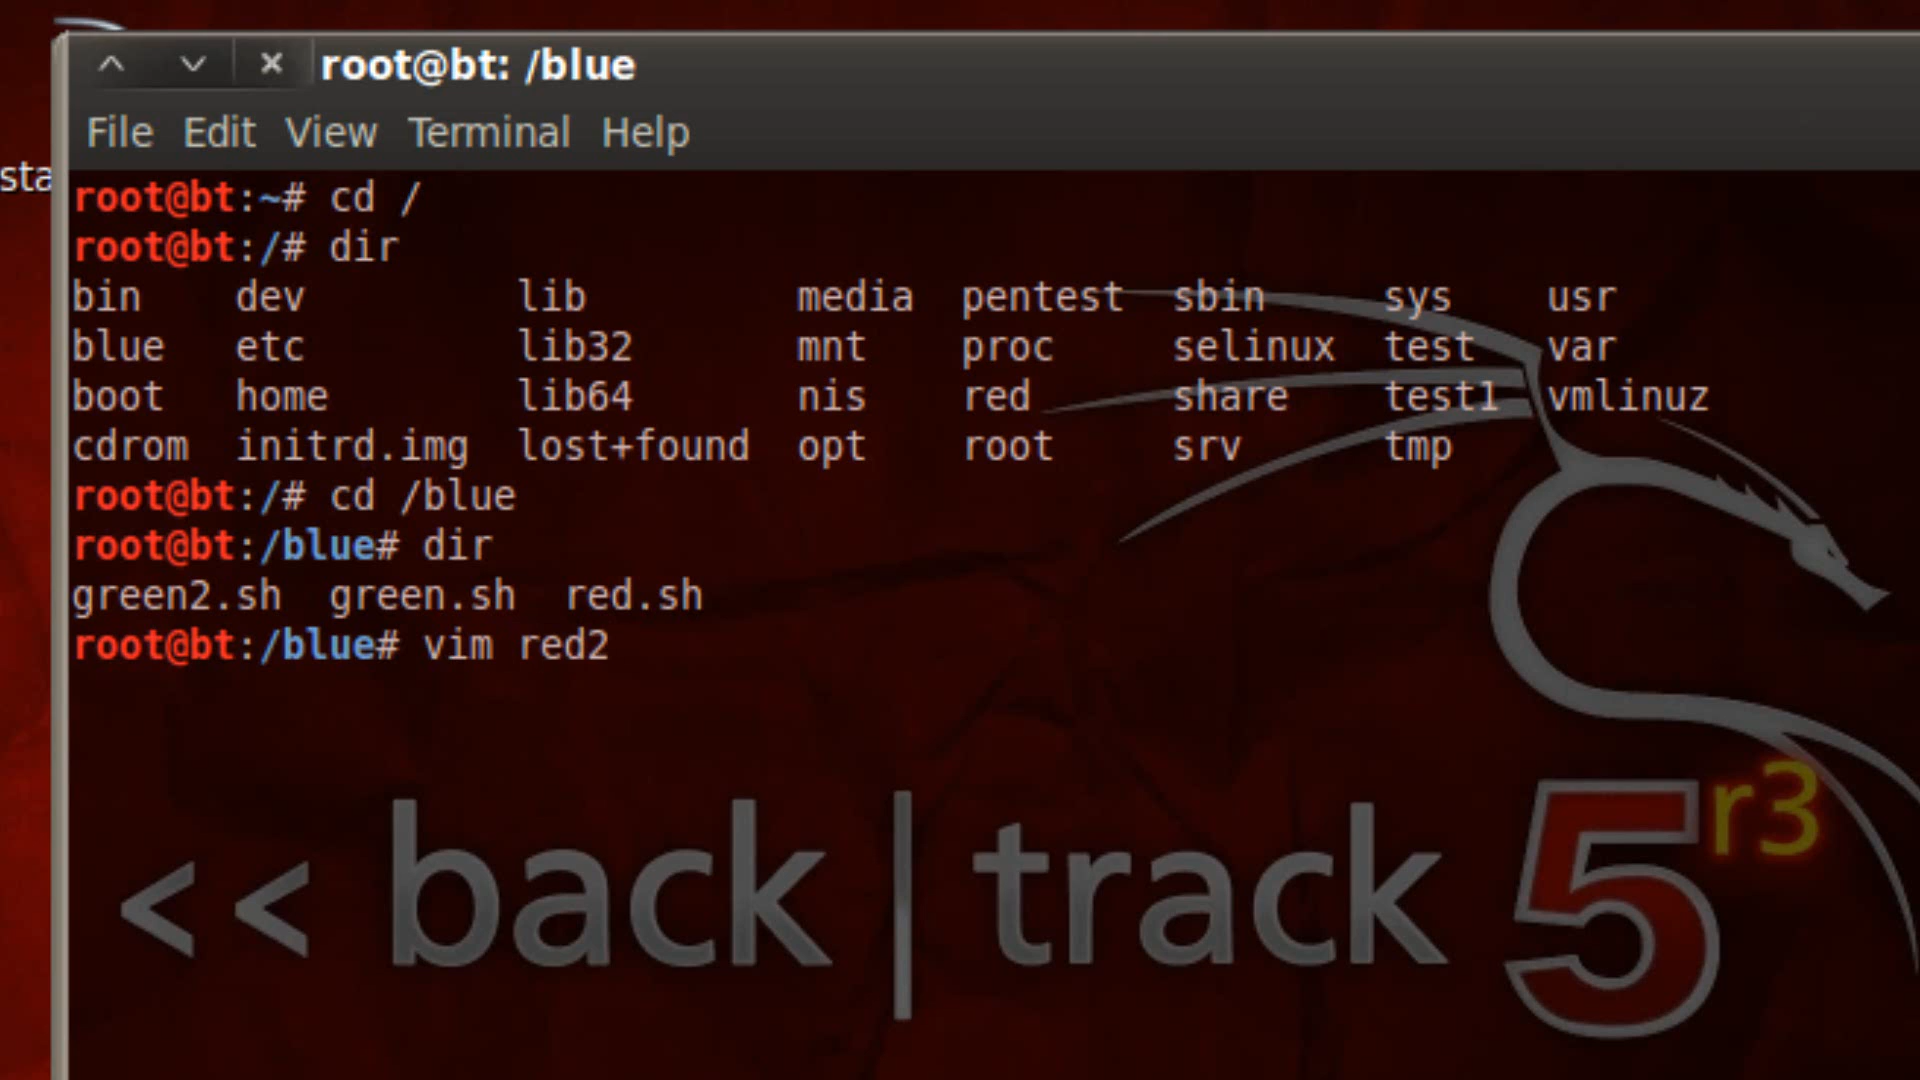 root@bt: /blue
File Edit View Terminal Help
sta
root@bt:~# cd /
root@bt:/# dir
bin dev lib media pentest sbin sys usr
blue etc lib32 mnt proc selinux test var
boot home lib64 nis red share test1 vmlinuz
cdrom initrd.img lost+found opt root srv tmp
root@bt:/# cd /blue
root@bt:/blue# dir
green2.sh green.sh red.sh
root@bt:/blue# vim red2
<< back | track 5 r3